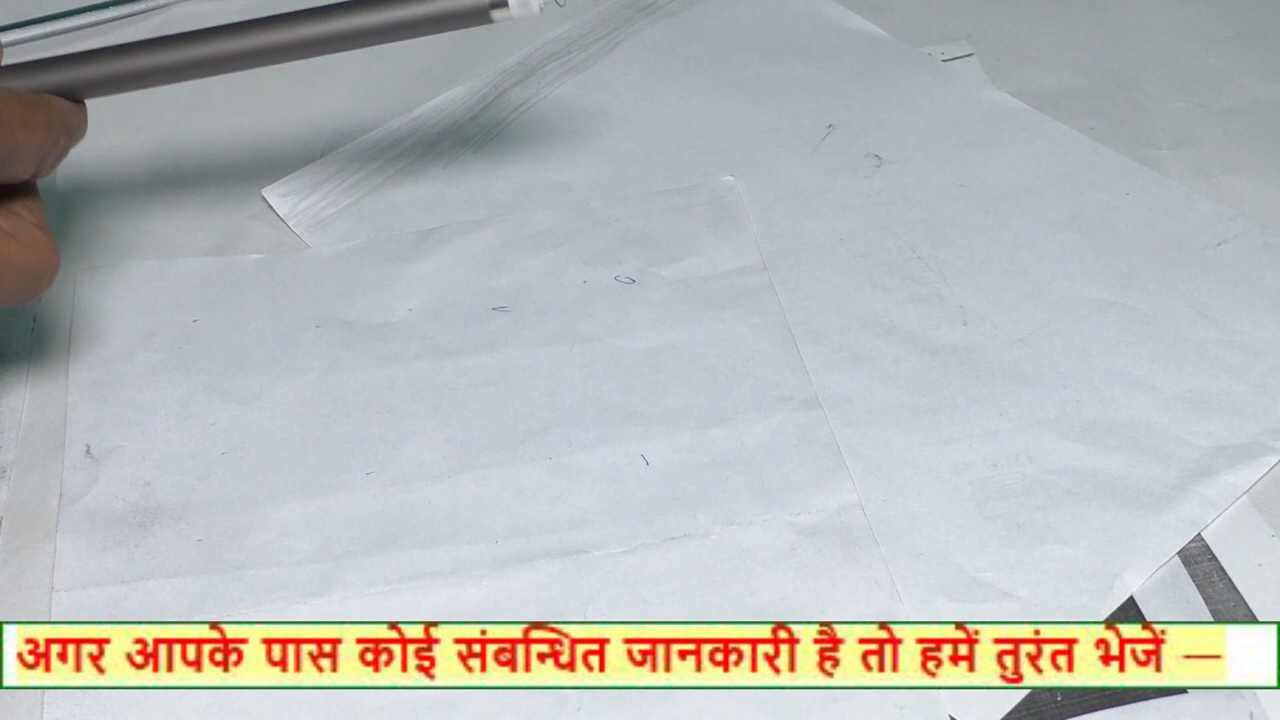 अगर आपके पास कोई संबन्धित जानकारी है तो हमें तुरंत भेजें —